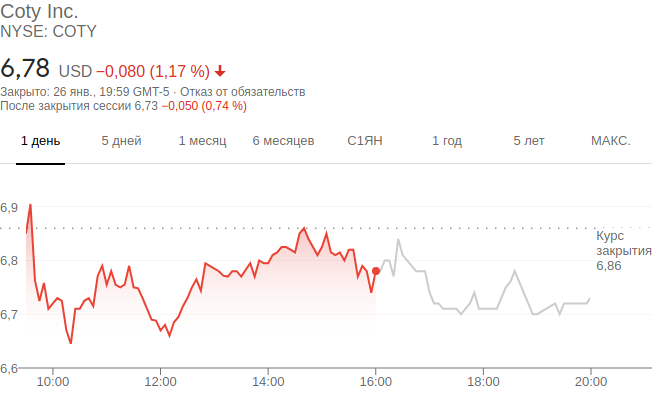 Coty Inc.
NYSE: COTY
6,78 USD −0,080 (1,17 %)
Закрыто: 26 янв., 19:59 GMT-5 · Отказ от обязательств
После закрытия сессии 6,73 −0,050 (0,74 %)
1 день 5 дней 1 месяц 6 месяцев С1ЯН 1 год 5 лет МАКС.
6,9
Курс
закрытия
6,86
6,8
6,7
6,6
10:00 12:00 14:00 16:00 18:00 20:00